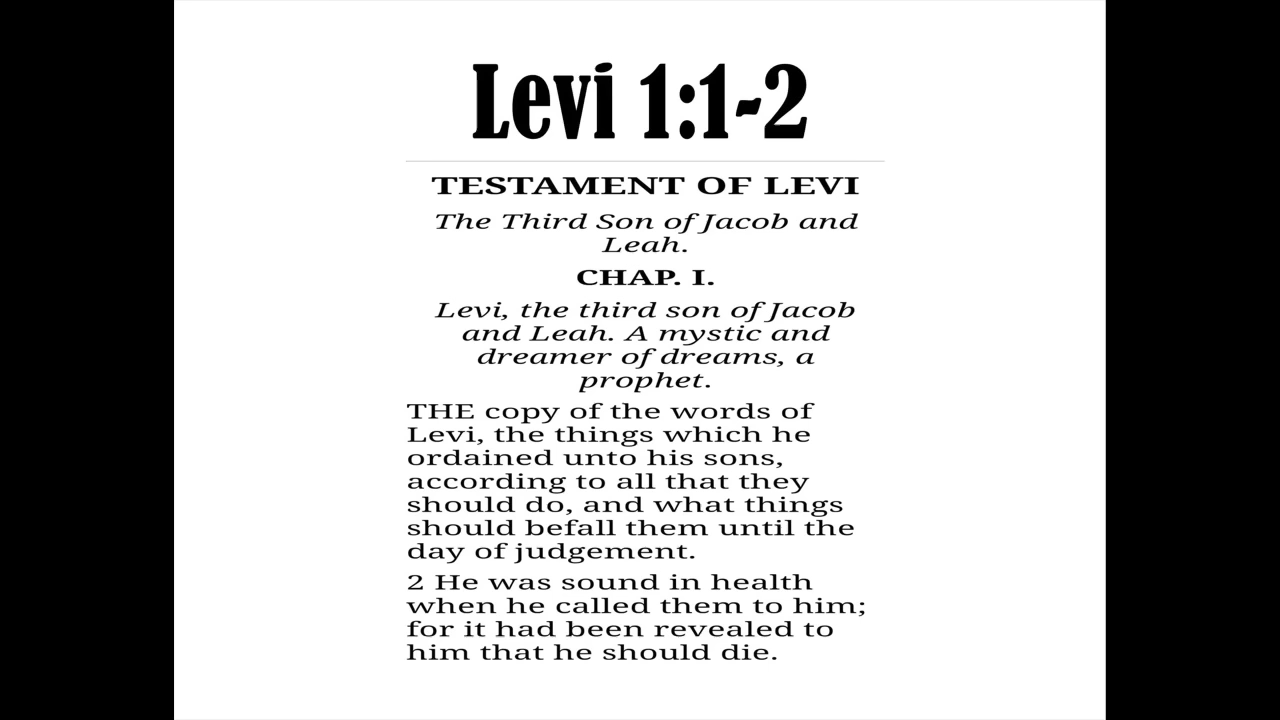 Levi 1:1-2
TESTAMENT OF LEVI
The Third Son of Jacob and
Leah.
CHAP. I.
Levi, the third son of Jacob
and Leah. A mystic and
dreamer of dreams, a
prophet.
THE copy of the words of
Levi, the things which he
ordained unto his sons,
according to all that they
should do, and what things
should befall them until the
day of judgement.
2 He was sound in health
when he called them to him;
for it had been revealed to
him that he should die.